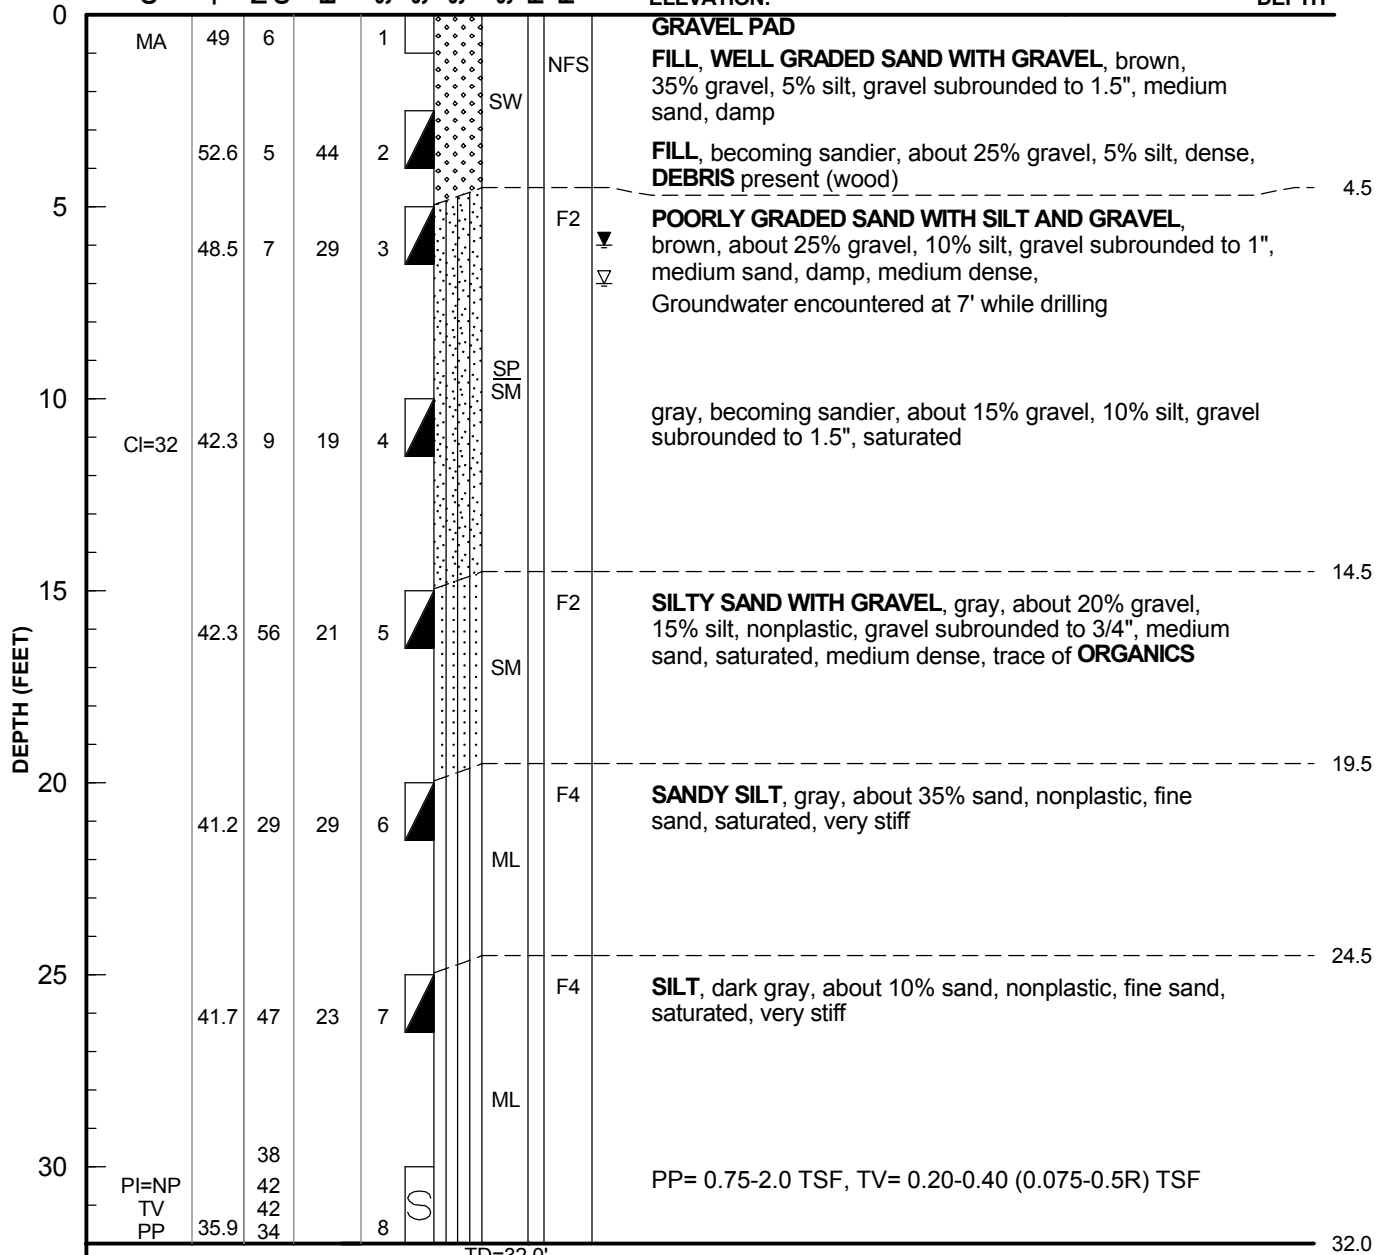 ELEVATION: DEPTH
0
MA 49 6 1
NFS
SW
GRAVEL PAD
FILL, WELL GRADED SAND WITH GRAVEL, brown,
35% gravel, 5% silt, gravel subrounded to 1.5", medium
sand, damp
52.6 5 44 2
FILL, becoming sandier, about 25% gravel, 5% silt, dense,
DEBRIS present (wood)
4.5
5
48.5 7 29 3
F2
POORLY GRADED SAND WITH SILT AND GRAVEL,
brown, about 25% gravel, 10% silt, gravel subrounded to 1",
medium sand, damp, medium dense,
Groundwater encountered at 7' while drilling
SP
SM
10
Cl=32 42.3 9 19 4
gray, becoming sandier, about 15% gravel, 10% silt, gravel
subrounded to 1.5", saturated
14.5
15
42.3 56 21 5
F2
SM
SILTY SAND WITH GRAVEL, gray, about 20% gravel,
15% silt, nonplastic, gravel subrounded to 3/4", medium
sand, saturated, medium dense, trace of ORGANICS
DEPTH (FEET)
19.5
20
41.2 29 29 6
F4
ML
SANDY SILT, gray, about 35% sand, nonplastic, fine
sand, saturated, very stiff
24.5
25
41.7 47 23 7
F4
ML
SILT, dark gray, about 10% sand, nonplastic, fine sand,
saturated, very stiff
38
30
PI=NP 42
TV 42
PP 35.9 34 8
S
PP= 0.75-2.0 TSF, TV= 0.20-0.40 (0.075-0.5R) TSF
32.0
TD=32.0'